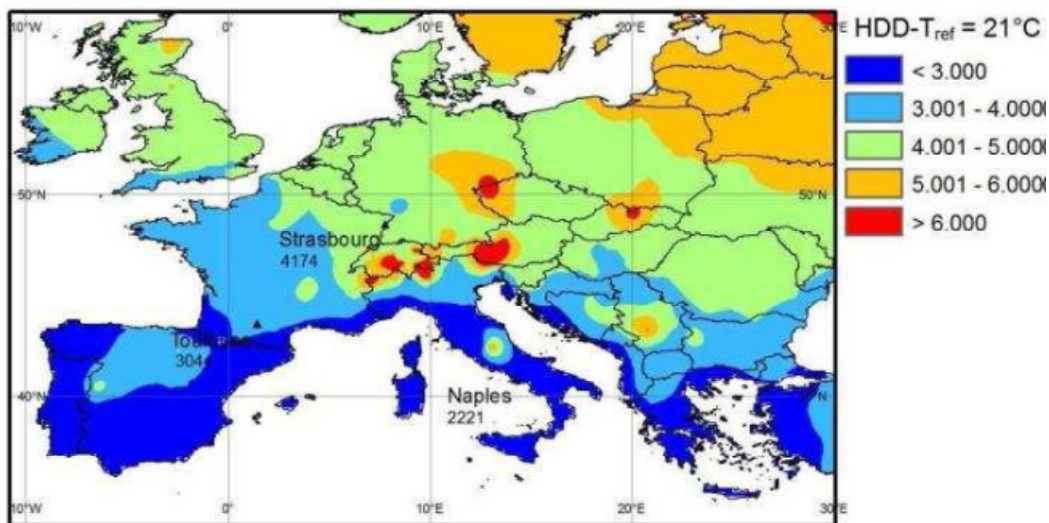 10°W 0° 10°E 20°E 30°E
HDD-Tref = 21°C
< 3.000
3.001 - 4.0000
4.001 - 5.0000
50°N 50°N
5.001 - 6.0000
> 6.000
Strasbourg
4174
304
40°N
Naples
2221
10°W 0° 10°E 20°E 30°E